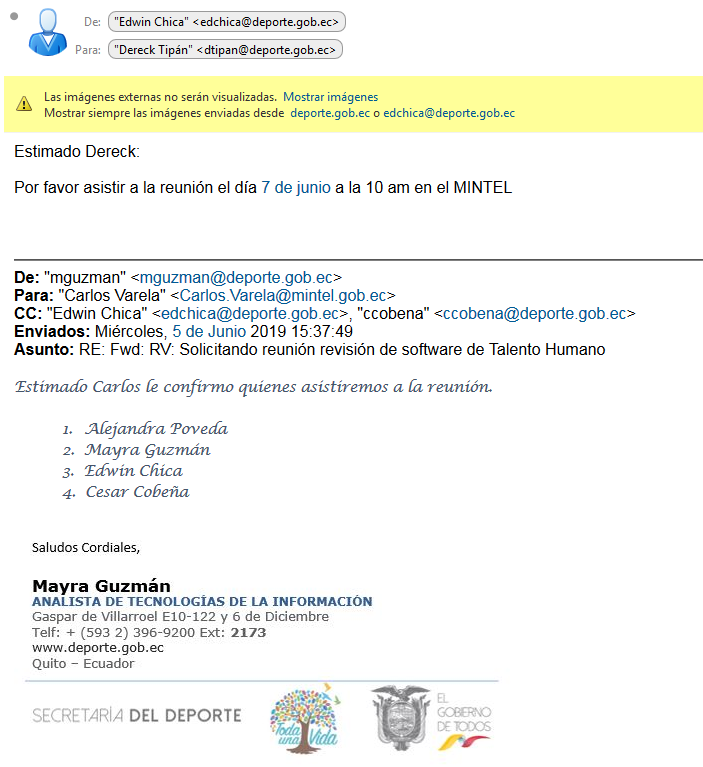 De: "Edwin Chica" <edchica@deporte.gob.ec>
Para: "Dereck Tipán" <dtipan@deporte.gob.ec>
Las imágenes externas no serán visualizadas. Mostrar imágenes
Mostrar siempre las imágenes enviadas desde deporte.gob.ec o edchica@deporte.gob.ec
Estimado Dereck:
Por favor asistir a la reunión el día 7 de junio a la 10 am en el MINTEL
De: "mguzman" <mguzman@deporte.gob.ec>
Para: "Carlos Varela" <Carlos.Varela@mintel.gob.ec>
CC: "Edwin Chica" <edchica@deporte.gob.ec>, "ccobena" <ccobena@deporte.gob.ec>
Enviados: Miércoles, 5 de Junio 2019 15:37:49
Asunto: RE: Fwd: RV: Solicitando reunión revisión de software de Talento Humano
Estimado Carlos le confirmo quienes asistiremos a la reunión.
1. Alejandra Poveda
2. Mayra Guzmán
3. Edwin Chica
4. Cesar Cobeña
Saludos Cordiales,
Mayra Guzmán
ANALISTA DE TECNOLOGÍAS DE LA INFORMACIÓN
Gaspar de Villarroel E10-122 y 6 de Diciembre
Telf: + (593 2) 396-9200 Ext: 2173
www.deporte.gob.ec
Quito – Ecuador
SECRETARÍA DEL DEPORTE
Toda
una Vida
EL
GOBIERNO
DE TODOS